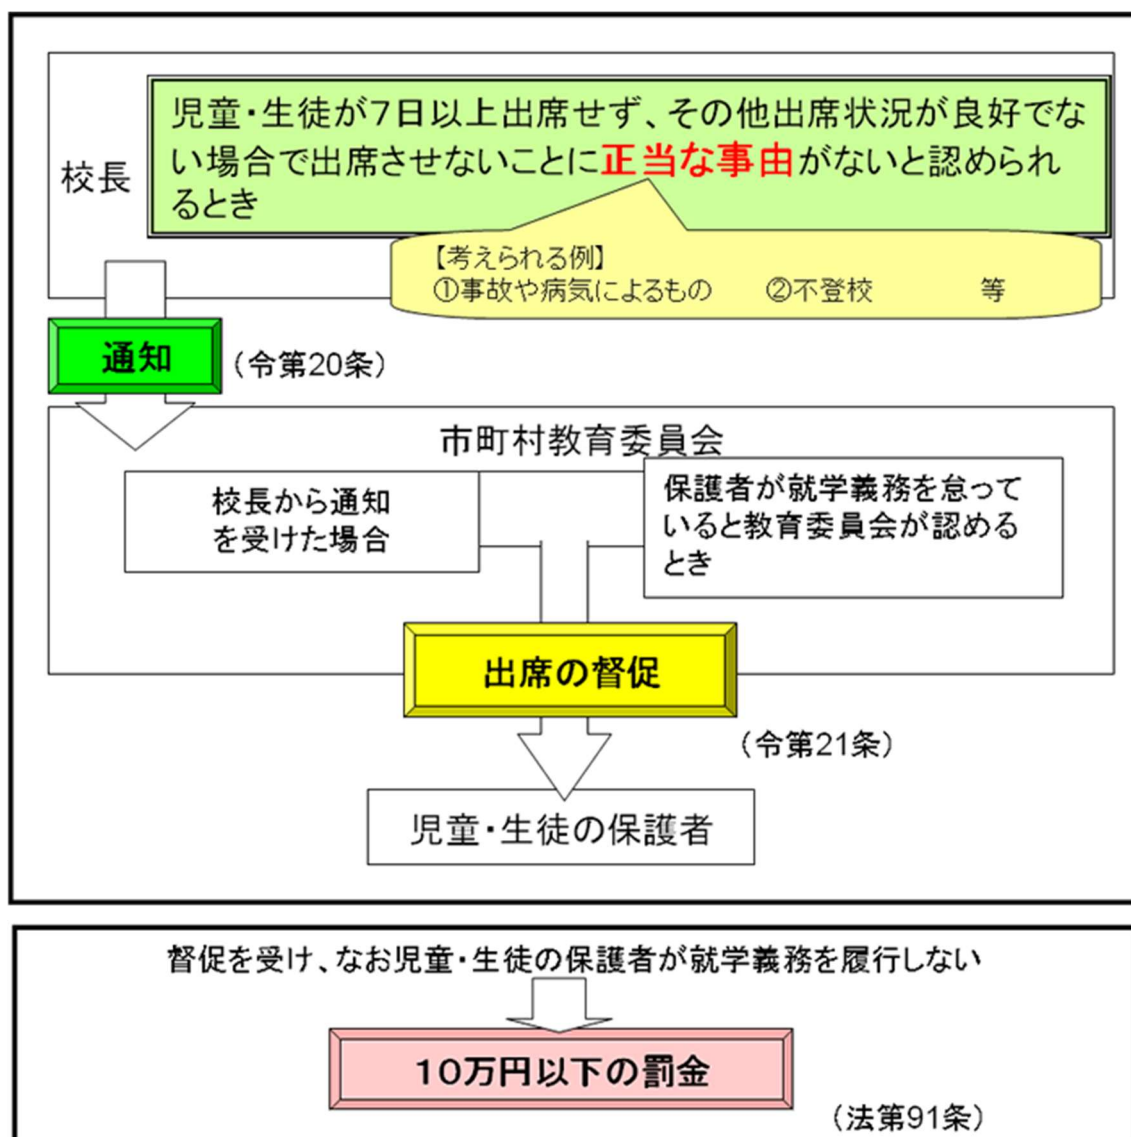 校長
児童・生徒が7日以上出席せず、その他出席状況が良好でな
い場合で出席させないことに正当な事由がないと認められ
るとき
【考えられる例】
①事故や病気によるもの　②不登校　等
通知
（令第20条）
市町村教育委員会
校長から通知
を受けた場合
保護者が就学義務を怠って
いると教育委員会が認める
とき
出席の督促
（令第21条）
児童・生徒の保護者
督促を受け、なお児童・生徒の保護者が就学義務を履行しない
10万円以下の罰金
（法第91条）